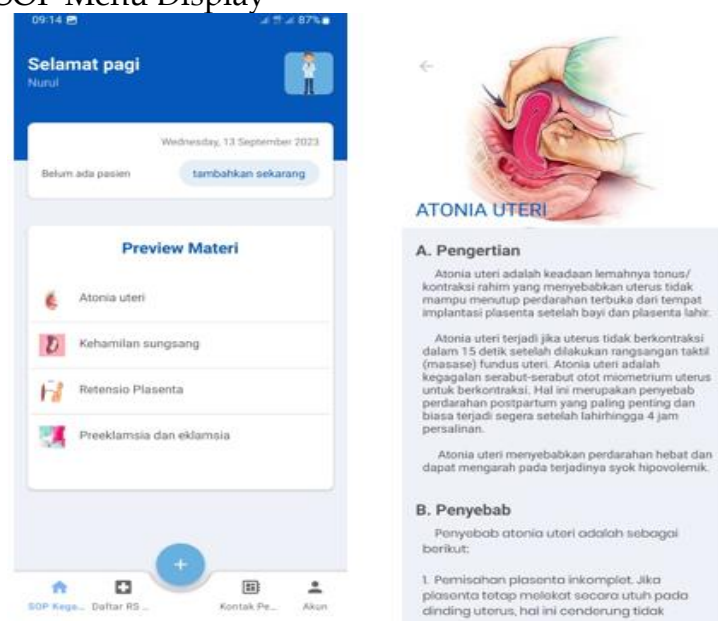 SOP Menu Display
09:14
87%
Selamat pagi
Nurul
Wednesday, 13 September 2023
Belum ada pasien
tambahkan sekarang
Preview Materi
Atonia uteri
Kehamilan sungsang
Retensio Plasenta
Preeklamsia dan eklamsia
+
SOP Kega...
Daftar RS ...
Kontak Pe...
Akun
ATONIA UTERI
A. Pengertian
Atonia uteri adalah keadaan lemahnya tonus/
kontraksi rahim yang menyebabkan uterus tidak
mampu menutup perdarahan terbuka dari tempat
implantasi plasenta setelah bayi dan plasenta lahir.
Atonia uteri terjadi jika uterus tidak berkontraksi
dalam 15 detik setelah dilakukan rangsangan taktil
(masase) fundus uteri. Atonia uteri adalah
kegagalan serabut-serabut otot miometrium uterus
untuk berkontraksi. Hal ini merupakan penyebab
perdarahan postpartum yang paling penting dan
biasa terjadi segera setelah lahirhingga 4 jam
persalinan.
Atonia uteri menyebabkan perdarahan hebat dan
dapat mengarah pada terjadinya syok hipovolemik.
B. Penyebab
Penyebab atonia uteri adalah sebagai
berikut:
1. Pemisahan plasenta inkomplet. Jika
plasenta tetap melekat secara utuh pada
dinding uterus, hal ini cenderung tidak